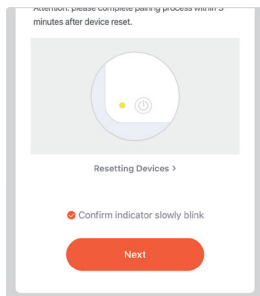 Attention: please complete pairing process within 3
minutes after device reset.
Resetting Devices >
Confirm indicator slowly blink
Next